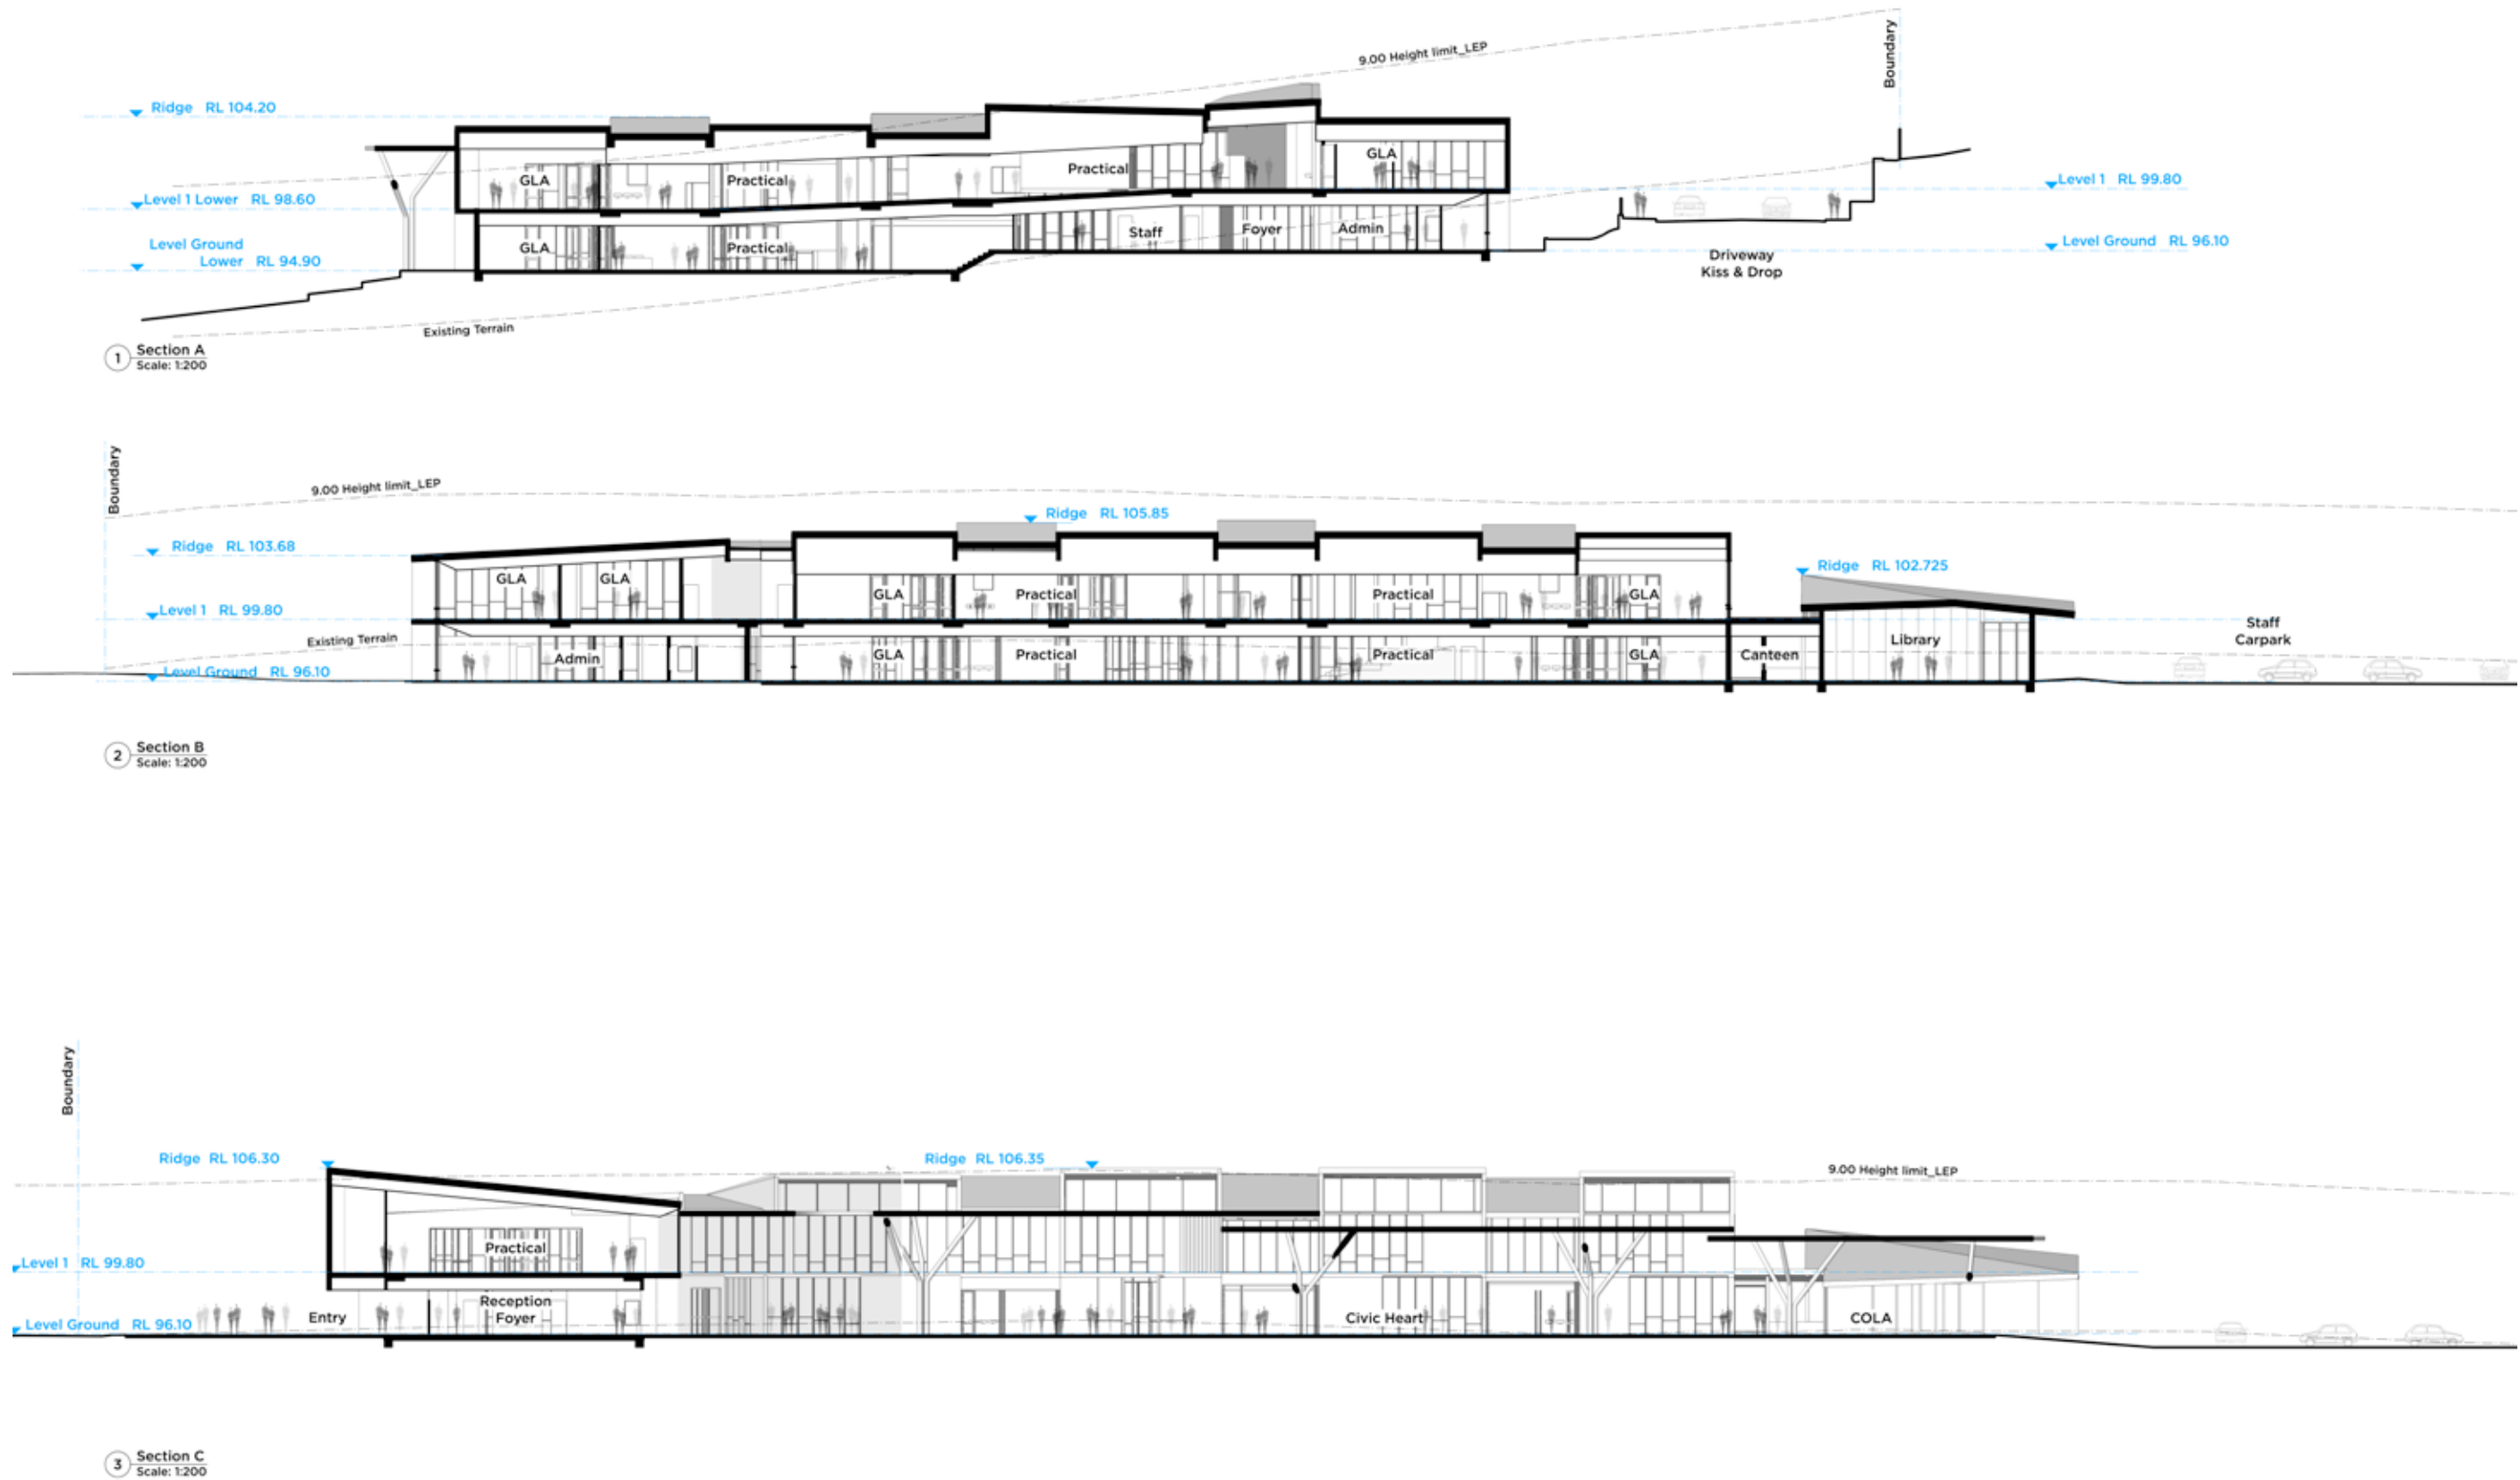 9.00 Height limit_LEP
Boundary
Ridge RL 104.20
GLA
Practical
Practical
GLA
Level 1 Lower RL 98.60
Level 1 RL 99.80
Level Ground
Lower RL 94.90
GLA
Practical
Staff
Foyer
Admin
Level Ground RL 96.10
Driveway
Kiss & Drop
Existing Terrain
1
Section A
Scale: 1:200
Boundary
9.00 Height limit_LEP
Ridge RL 105.85
Ridge RL 103.68
Ridge RL 102.725
GLA
GLA
GLA
Practical
Practical
GLA
Level 1 RL 99.80
Existing Terrain
Staff
Carpark
Library
Admin
GLA
Practical
Practical
GLA
Canteen
Level Ground RL 96.10
2
Section B
Scale: 1:200
Boundary
Ridge RL 106.30
Ridge RL 106.35
9.00 Height limit_LEP
Practical
Level 1 RL 99.80
Reception
Foyer
Entry
Civic Heart
COLA
Level Ground RL 96.10
3
Section C
Scale: 1:200